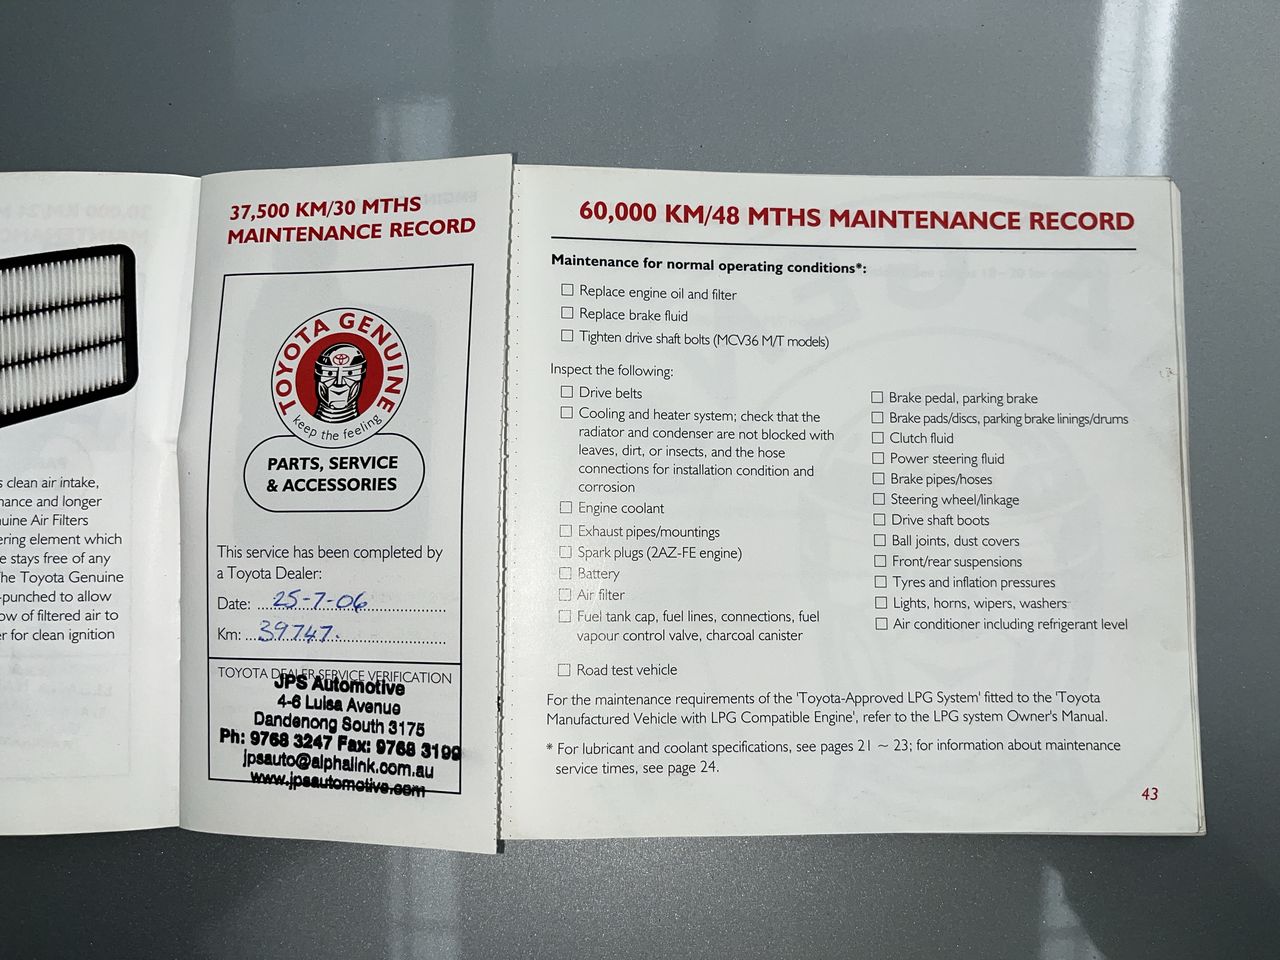 s clean air intake,
nance and longer
uine Air Filters
ering element which
e stays free of any
he Toyota Genuine
-punched to allow
ow of filtered air to
er for clean ignition
37,500 KM/30 MTHS
MAINTENANCE RECORD
TOYOTA GENUINE
keep the feeling
PARTS, SERVICE
& ACCESSORIES
This service has been completed by
a Toyota Dealer:
Date: 25-7-06
Km: 39747.
TOYOTA DEALER SERVICE VERIFICATION
JPS Automotive
4-6 Luisa Avenue
Dandenong South 3175
Ph: 9768 3247 Fax: 9768 3199
jpsauto@alphalink.com.au
www.jpsautomotive.com
60,000 KM/48 MTHS MAINTENANCE RECORD
Maintenance for normal operating conditions*:
Replace engine oil and filter
Replace brake fluid
Tighten drive shaft bolts (MCV36 M/T models)
Inspect the following:
Drive belts
Cooling and heater system; check that the
radiator and condenser are not blocked with
leaves, dirt, or insects, and the hose
connections for installation condition and
corrosion
Engine coolant
Exhaust pipes/mountings
Spark plugs (2AZ-FE engine)
Battery
Air filter
Fuel tank cap, fuel lines, connections, fuel
vapour control valve, charcoal canister
Road test vehicle
Brake pedal, parking brake
Brake pads/discs, parking brake linings/drums
Clutch fluid
Power steering fluid
Brake pipes/hoses
Steering wheel/linkage
Drive shaft boots
Ball joints, dust covers
Front/rear suspensions
Tyres and inflation pressures
Lights, horns, wipers, washers
Air conditioner including refrigerant level
For the maintenance requirements of the 'Toyota-Approved LPG System' fitted to the 'Toyota
Manufactured Vehicle with LPG Compatible Engine', refer to the LPG system Owner's Manual.
* For lubricant and coolant specifications, see pages 21 ~ 23; for information about maintenance
service times, see page 24.
43